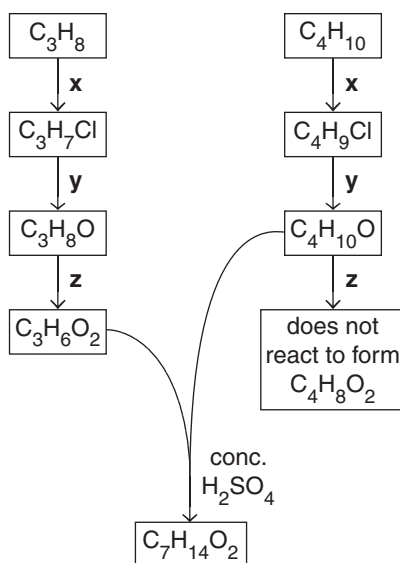 C₃H₈
x
C₃H₇Cl
y
C₃H₈O
z
C₃H₆O₂
C₄H₁₀
x
C₄H₉Cl
y
C₄H₁₀O
z
does not
react to form
C₄H₈O₂
conc.
H₂SO₄
C₇H₁₄O₂